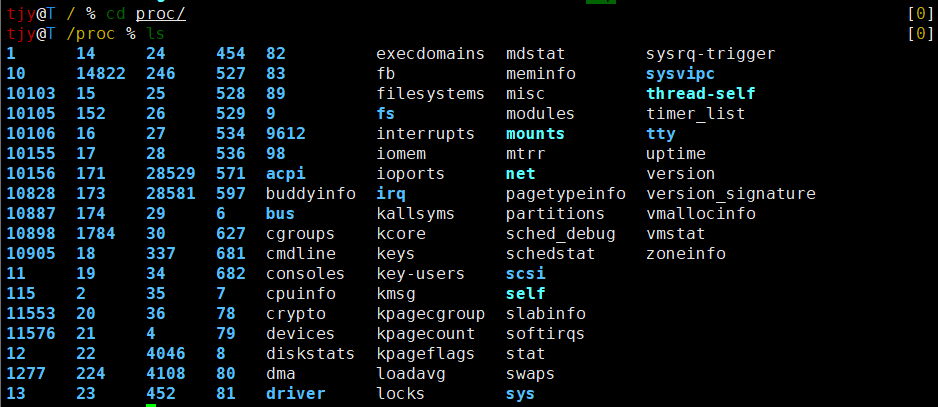 tjy@T / % cd proc/ [0]
tjy@T /proc % ls [0]
1 14 24 454 82 execdomains mdstat sysrq-trigger
10 14822 246 527 83 fb meminfo sysvipc
10103 15 25 528 89 filesystems misc thread-self
10105 152 26 529 9 fs modules timer_list
10106 16 27 534 9612 interrupts mounts tty
10155 17 28 536 98 iomem mtrr uptime
10156 171 28529 571 acpi ioports net version
10828 173 28581 597 buddyinfo irq pagetypeinfo version_signature
10887 174 29 6 bus kallsyms partitions vmallocinfo
10898 1784 30 627 cgroups kcore sched_debug vmstat
10905 18 337 681 cmdline keys schedstat zoneinfo
11 19 34 682 consoles key-users scsi
115 2 35 7 cpuinfo kmsg self
11553 20 36 78 crypto kpagecgroup slabinfo
11576 21 4 79 devices kpagecount softirqs
12 22 4046 8 diskstats kpageflags stat
1277 224 4108 80 dma loadavg swaps
13 23 452 81 driver locks sys